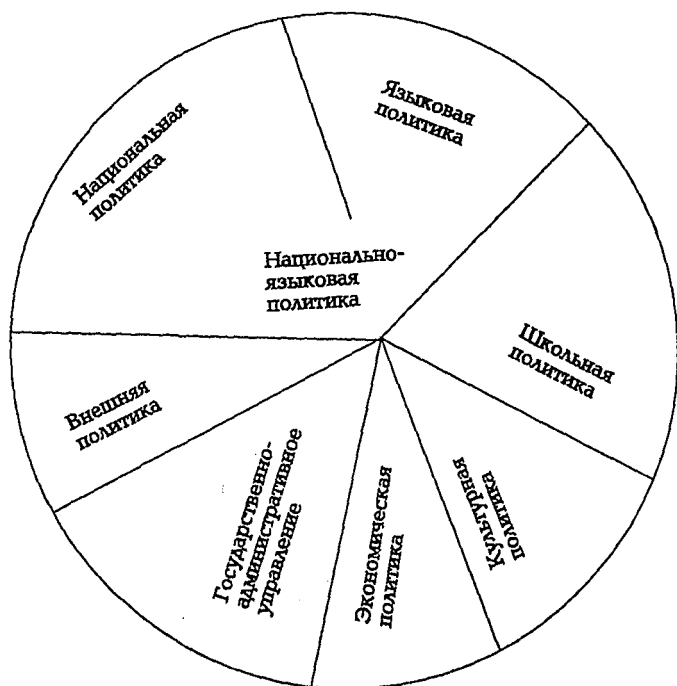 Национальная
политика
Языковая
политика
Национально-
языковая
политика
Школьная
политика
Внешняя
политика
Государственно-
административное
управление
Экономическая
политика
Культурная
политика